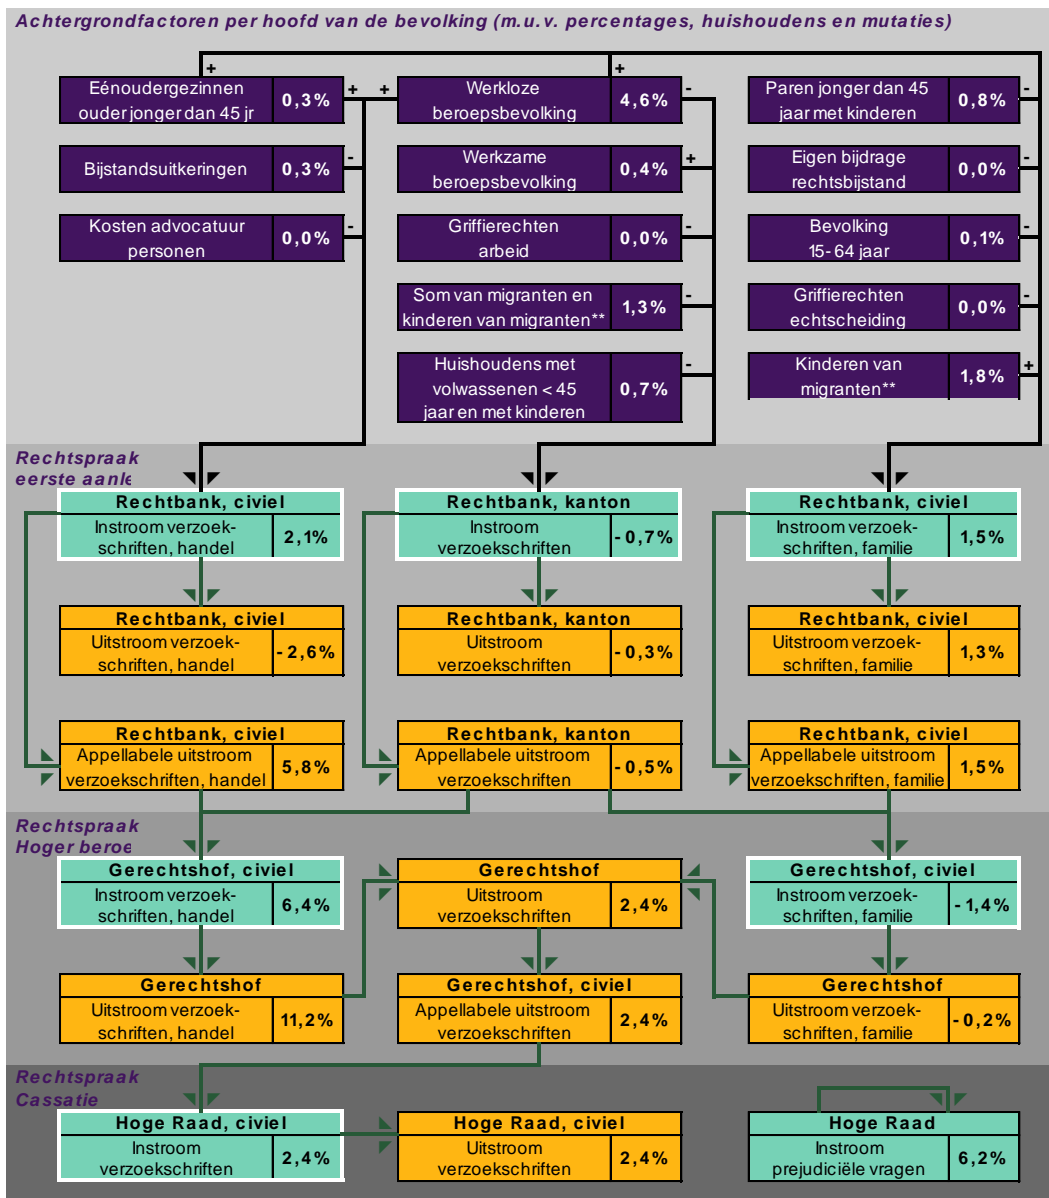 Achtergrondfactoren per hoofd van de bevolking (m.u.v. percentages, huishoudens en mutaties)
+
+
Eénoudergezinnen
ouder jonger dan 45 jr
0,3%
+
+
Werkloze
beroepsbevolking
4,6%
-
Paren jonger dan 45
jaar met kinderen
0,8%
-
Bijstandsuitkeringen
0,3%
-
Werkzame
beroepsbevolking
0,4%
+
Eigen bijdrage
rechtsbijstand
0,0%
-
Kosten advocatuur
personen
0,0%
-
Griffierechten
arbeid
0,0%
-
Bevolking
15-64 jaar
0,1%
-
Som van migranten en
kinderen van migranten**
1,3%
-
Griffierechten
echtscheiding
0,0%
-
Huishoudens met
volwassenen < 45
jaar en met kinderen
0,7%
-
Kinderen van
migranten**
1,8%
+
Rechtspraak
eerste aanle
Rechtbank, civiel
Instroom verzoek-
schriften, handel
2,1%
Rechtbank, kanton
Instroom
verzoekschriften
-0,7%
Rechtbank, civiel
Instroom verzoek-
schriften, familie
1,5%
Rechtbank, civiel
Uitstroom verzoek-
schriften, handel
-2,6%
Rechtbank, kanton
Uitstroom
verzoekschriften
-0,3%
Rechtbank, civiel
Uitstroom verzoek-
schriften, familie
1,3%
Rechtbank, civiel
Appellabele uitstroom
verzoekschriften, handel
5,8%
Rechtbank, kanton
Appellabele uitstroom
verzoekschriften
-0,5%
Rechtbank, civiel
Appellabele uitstroom
verzoekschriften, familie
1,5%
Rechtspraak
Hoger beroe
Gerechtshof, civiel
Instroom verzoek-
schriften, handel
6,4%
Gerechtshof
Uitstroom
verzoekschriften
2,4%
Gerechtshof, civiel
Instroom verzoek-
schriften, familie
-1,4%
Gerechtshof
Uitstroom verzoek-
schriften, handel
11,2%
Gerechtshof, civiel
Appellabele uitstroom
verzoekschriften
2,4%
Gerechtshof
Uitstroom verzoek-
schriften, familie
-0,2%
Rechtspraak
Cassatie
Hoge Raad, civiel
Instroom
verzoekschriften
2,4%
Hoge Raad, civiel
Uitstroom
verzoekschriften
2,4%
Hoge Raad
Instroom
prejudiciële vragen
6,2%